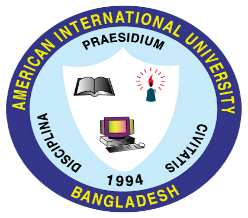 AMERICAN INTERNATIONAL UNIVERSITY
PRAESIDIUM
DISCIPLINA
CIVITATIS
1994
BANGLADESH